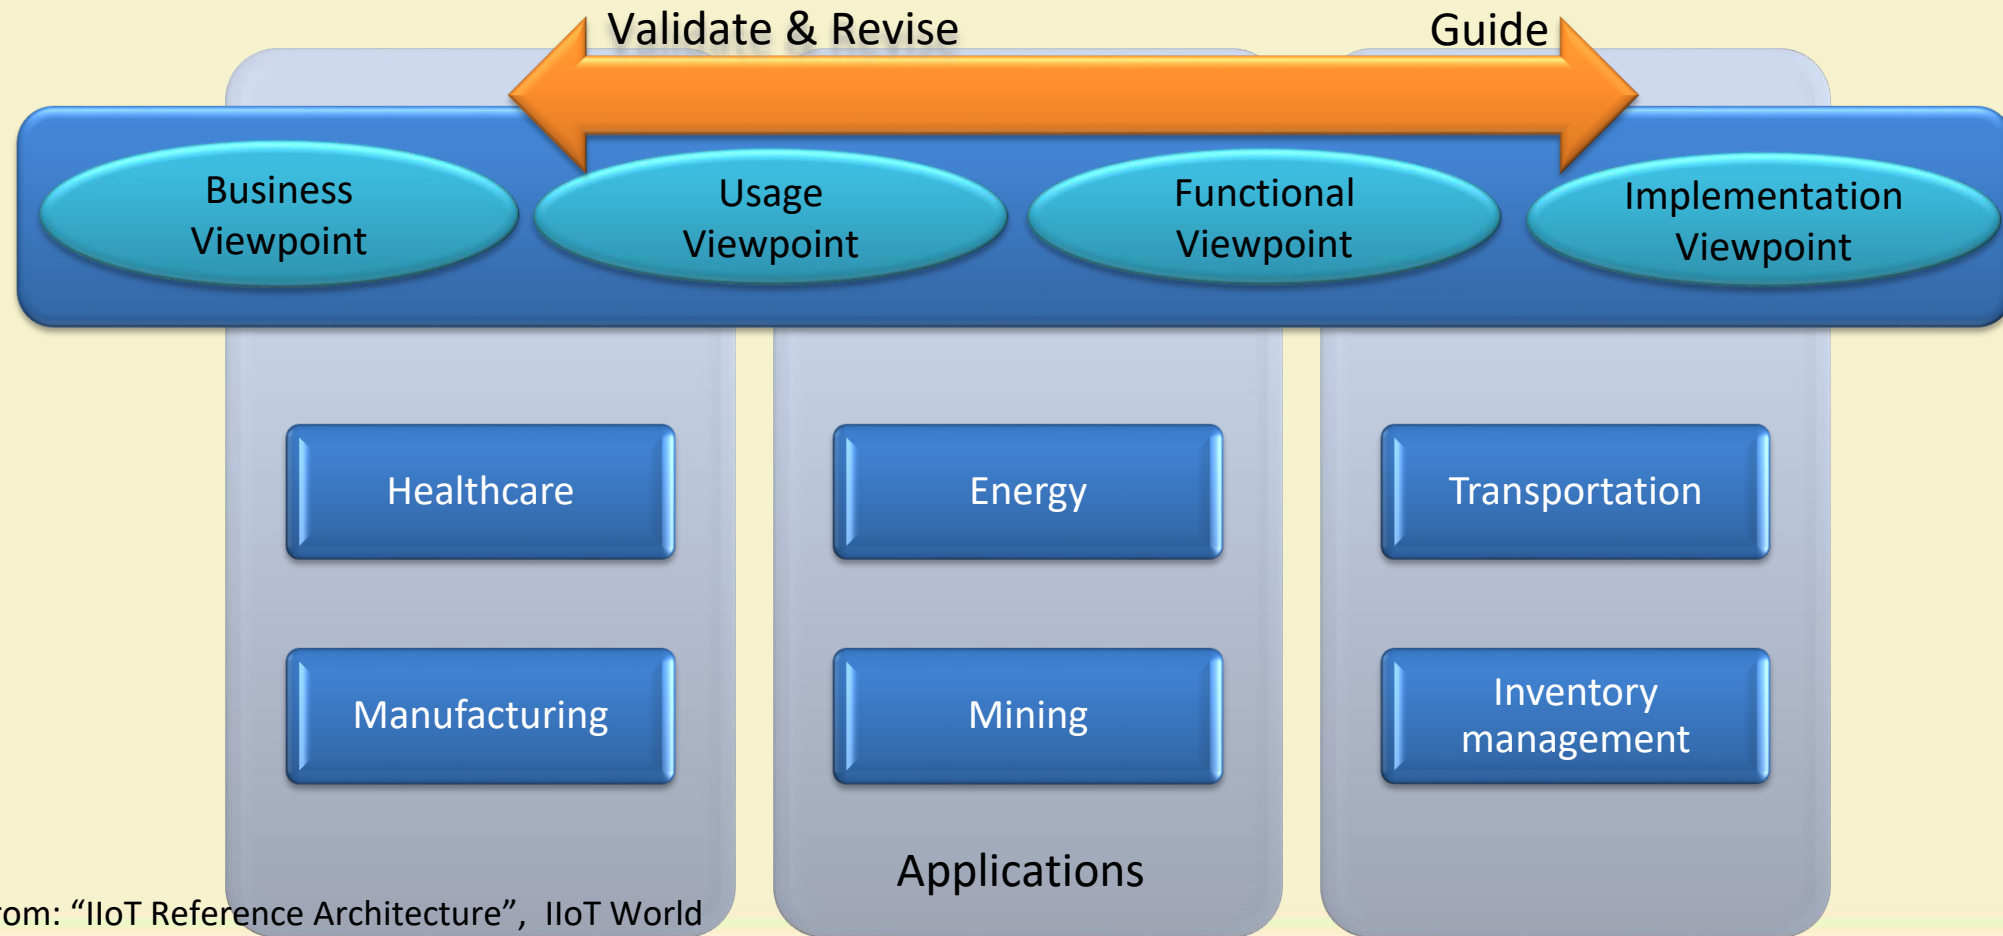 Validate & Revise
Guide
Business
Viewpoint
Usage
Viewpoint
Functional
Viewpoint
Implementation
Viewpoint
Healthcare
Energy
Transportation
Manufacturing
Mining
Inventory
management
Applications
rom: “IIoT Reference Architecture”, IIoT World